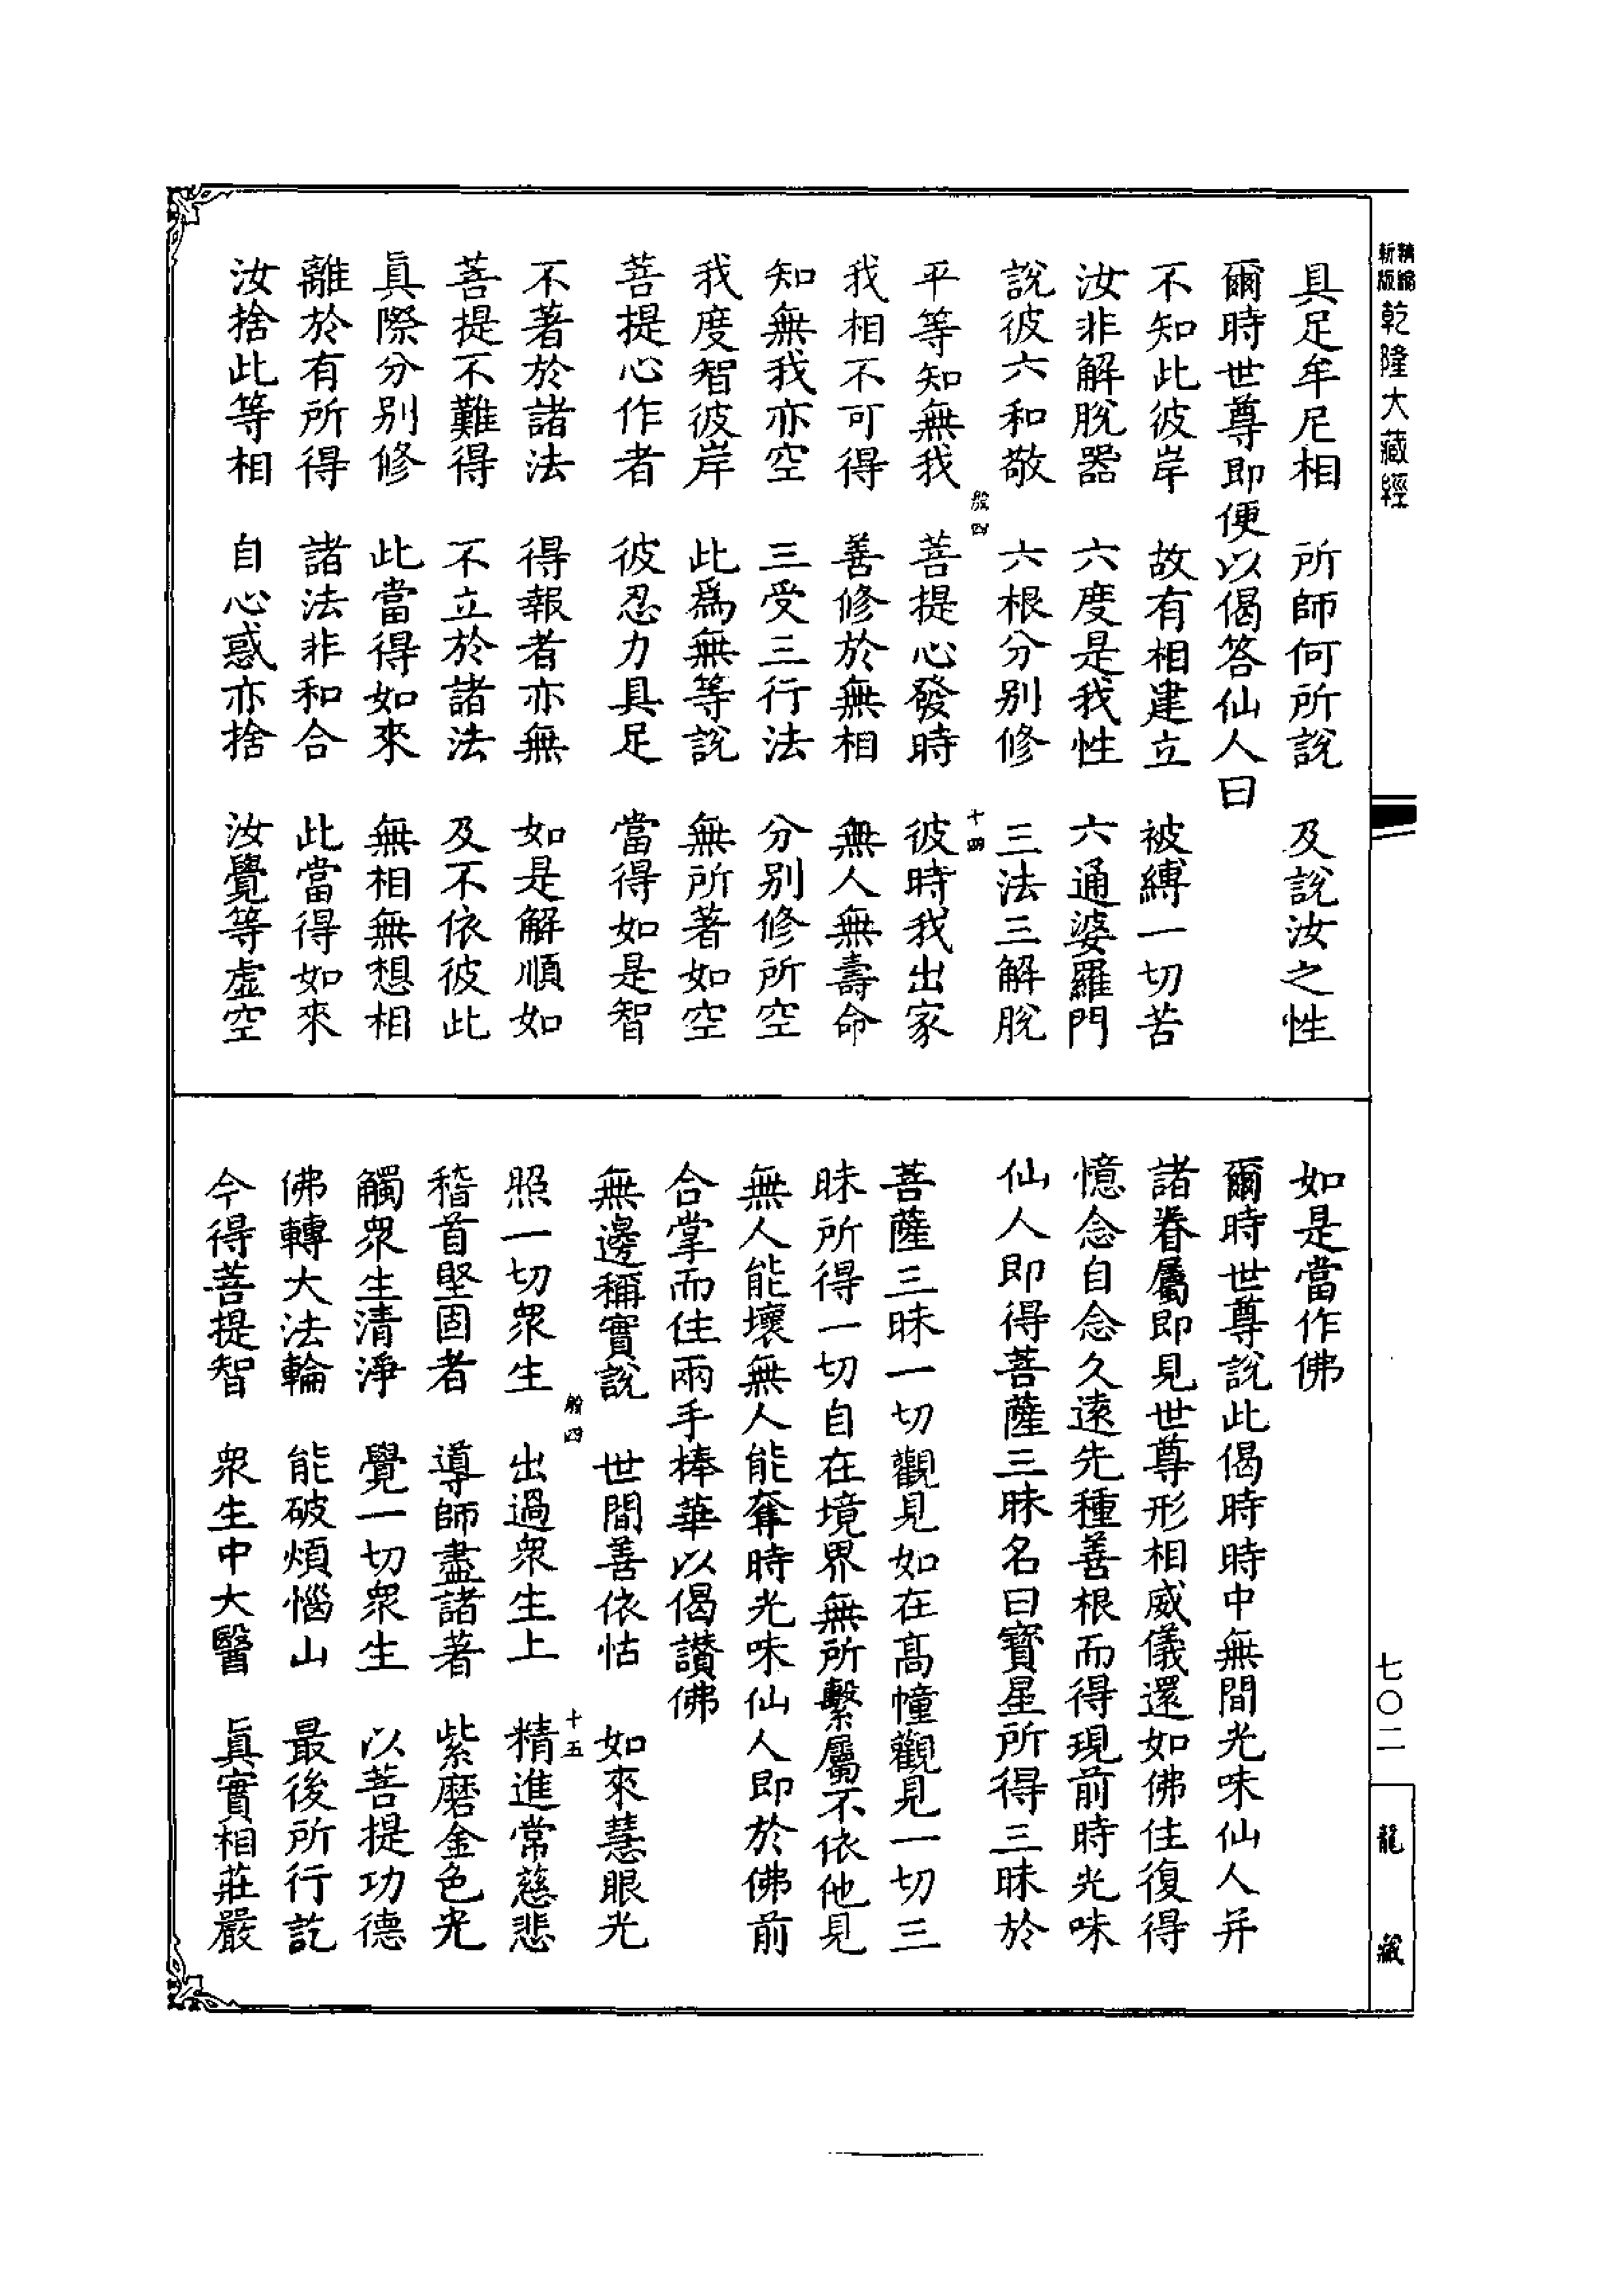 精縮新版乾隆大藏經
具足牟尼相　所師何所說　及說汝之性
爾時世尊即便以偈答仙人曰
不知此彼岸　故有相建立　被縛一切苦
汝非解脫器　六度是我性　六通婆羅門
說彼六和敬　六根分別修　三法三解脫
般四　十四
平等知無我　菩提心發時　彼時我出家
我相不可得　善修於無相　無人無壽命
知無我亦空　三受三行法　分別修所空
我度智彼岸　此爲無等說　無所著如空
菩提心作者　彼忍力具足　當得如是智
不著於諸法　得報者亦無　如是解順如
菩提不難得　不立於諸法　及不依彼此
眞際分別修　此當得如來　無相無想相
離於有所得　諸法非和合　此當得如來
汝捨此等相　自心惑亦捨　汝覺等虛空
如是當作佛
爾時世尊說此偈時時中無間光味仙人并
諸眷屬即見世尊形相威儀還如佛住復得
憶念自念久遠先種善根而得現前時光味
仙人即得菩薩三昧名曰寶星所得三昧於
菩薩三昧一切觀見如在高幢觀見一切三
昧所得一切自在境界無所繫屬不依他見
無人能壞無人能奪時光味仙人即於佛前
合掌而住兩手捧華以偈讚佛
無邊稱實說　世間善依怙　如來慧眼光
般四　十五
照一切衆生　出過衆生上　精進常慈悲
稽首堅固者　導師盡諸著　紫磨金色光
觸衆生清淨　覺一切衆生　以菩提功德
佛轉大法輪　能破煩惱山　最後所行訖
今得菩提智　衆生中大醫　眞實相莊嚴
七〇二
龍藏